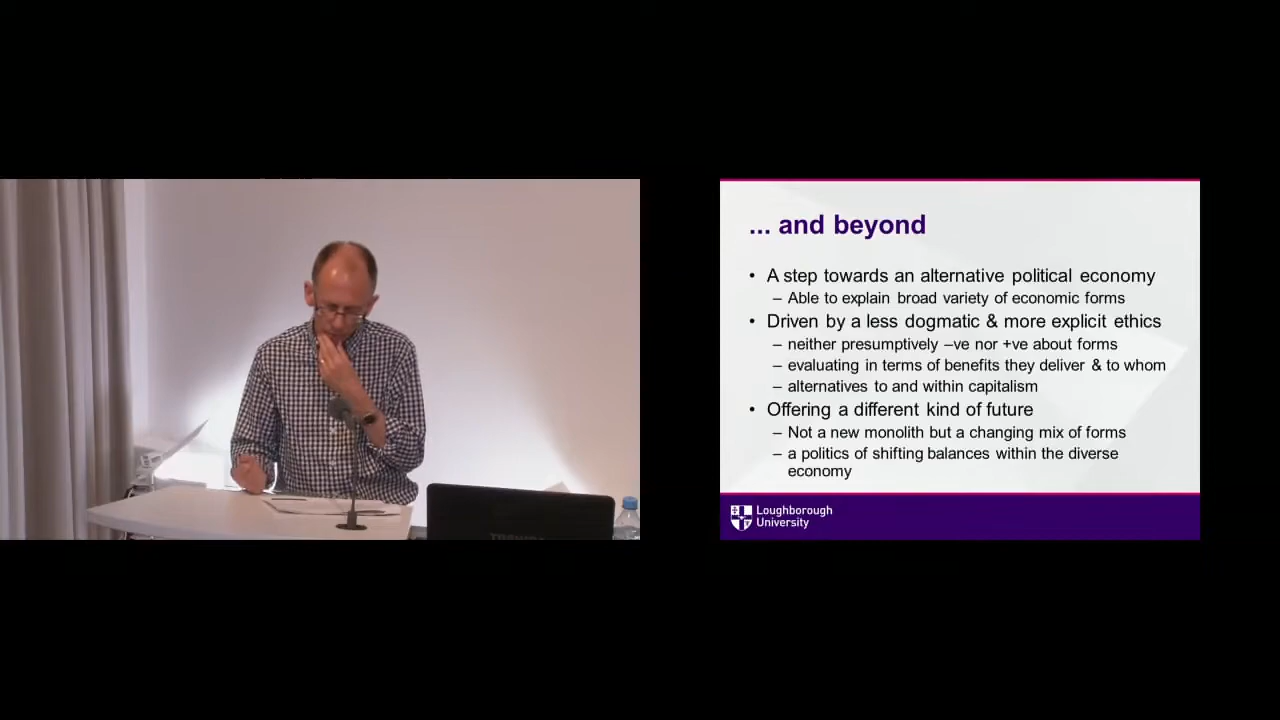 ... and beyond
• A step towards an alternative political economy
– Able to explain broad variety of economic forms
• Driven by a less dogmatic & more explicit ethics
– neither presumptively –ve nor +ve about forms
– evaluating in terms of benefits they deliver & to whom
– alternatives to and within capitalism
• Offering a different kind of future
– Not a new monolith but a changing mix of forms
– a politics of shifting balances within the diverse
economy
Loughborough
University